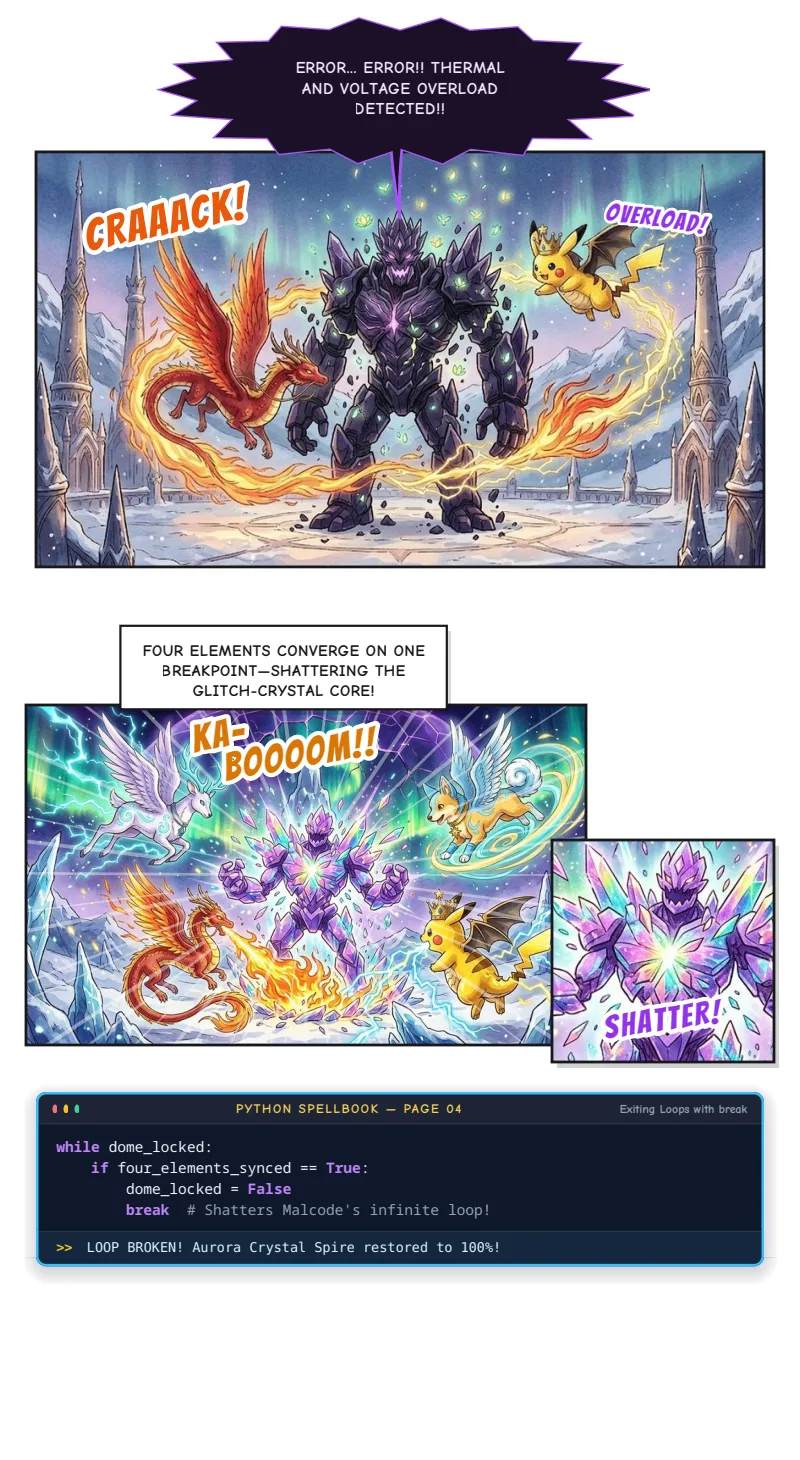 ERROR... ERROR!! THERMAL
AND VOLTAGE OVERLOAD
DETECTED!!
CRAAACK!
OVERLOAD!
FOUR ELEMENTS CONVERGE ON ONE
BREAKPOINT—SHATTERING THE
GLITCH-CRYSTAL CORE!
KA-
BOOOOM!!
SHATTER!
PYTHON SPELLBOOK — PAGE 04
Exiting Loops with break
while dome_locked:
    if four_elements_synced == True:
        dome_locked = False
        break  # Shatters Malcode's infinite loop!
>> LOOP BROKEN! Aurora Crystal Spire restored to 100%!